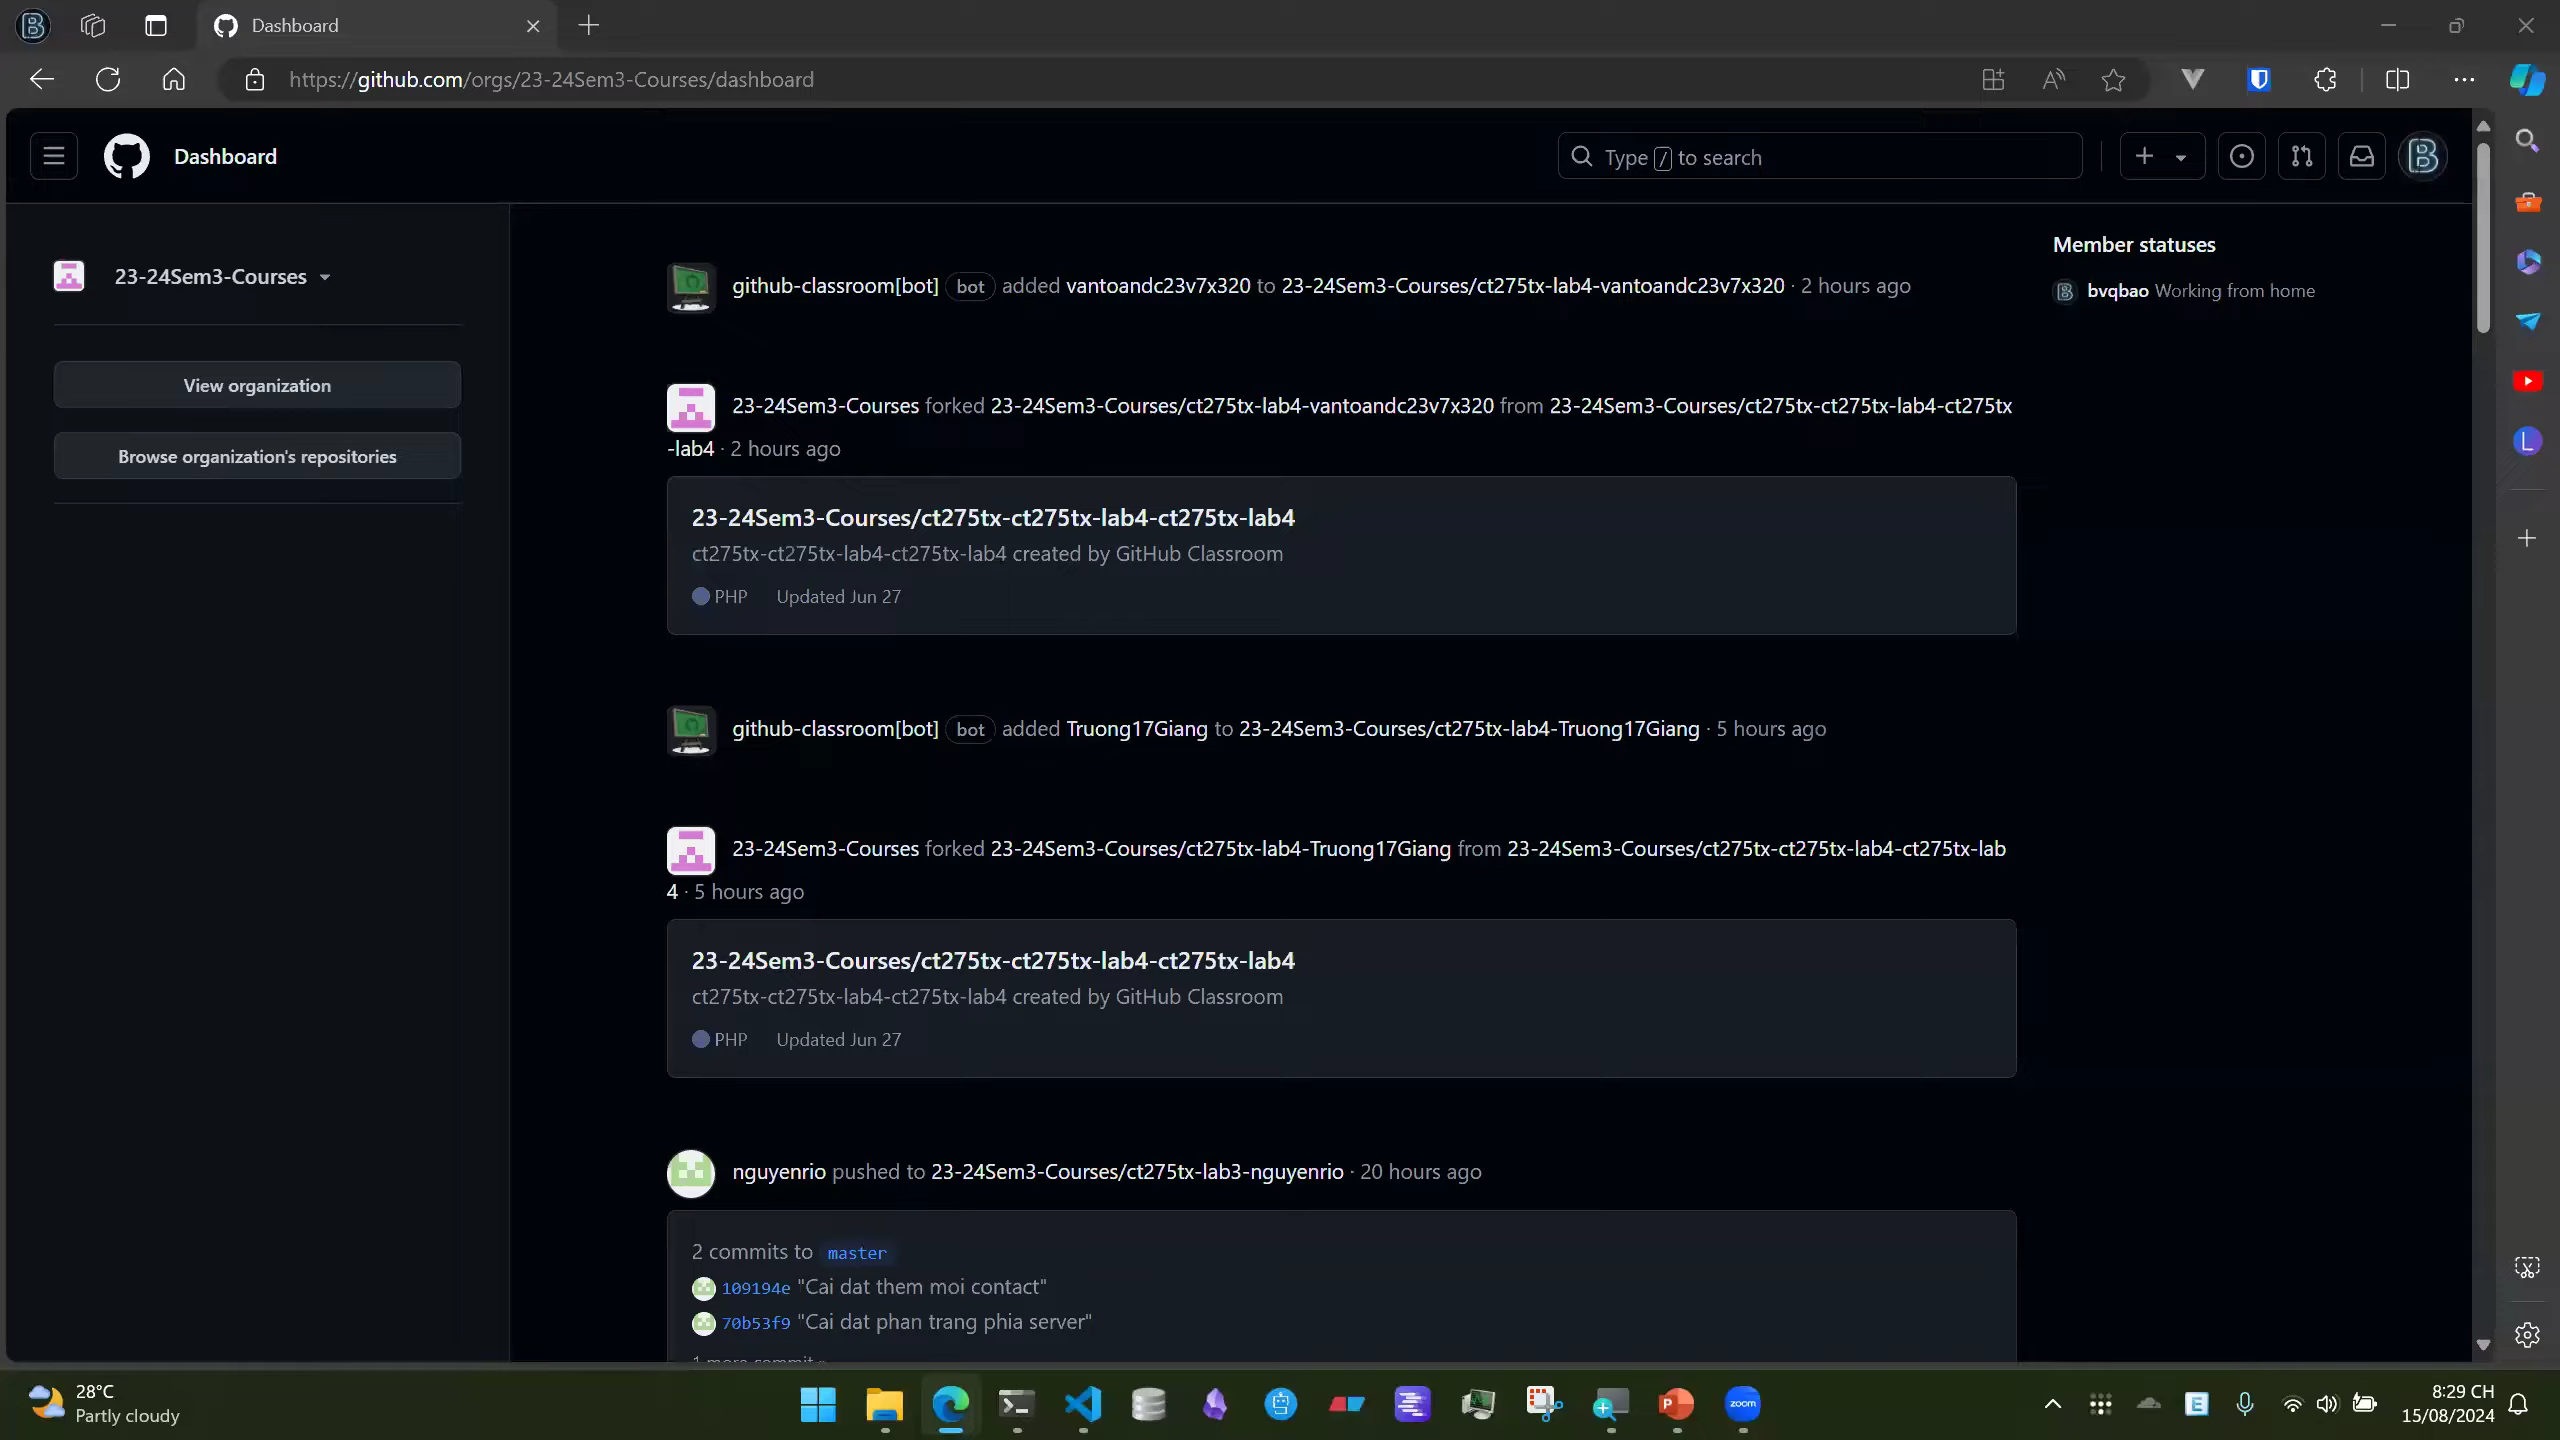 Dashboard
https://github.com/orgs/23-24Sem3-Courses/dashboard
Dashboard
Type / to search
23-24Sem3-Courses
View organization
Browse organization's repositories
github-classroom[bot] bot added vantoandc23v7x320 to 23-24Sem3-Courses/ct275tx-lab4-vantoandc23v7x320 · 2 hours ago
23-24Sem3-Courses forked 23-24Sem3-Courses/ct275tx-lab4-vantoandc23v7x320 from 23-24Sem3-Courses/ct275tx-ct275tx-lab4-ct275tx
-lab4 · 2 hours ago
23-24Sem3-Courses/ct275tx-ct275tx-lab4-ct275tx-lab4
ct275tx-ct275tx-lab4-ct275tx-lab4 created by GitHub Classroom
PHP Updated Jun 27
github-classroom[bot] bot added Truong17Giang to 23-24Sem3-Courses/ct275tx-lab4-Truong17Giang · 5 hours ago
23-24Sem3-Courses forked 23-24Sem3-Courses/ct275tx-lab4-Truong17Giang from 23-24Sem3-Courses/ct275tx-ct275tx-lab4-ct275tx-lab
4 · 5 hours ago
23-24Sem3-Courses/ct275tx-ct275tx-lab4-ct275tx-lab4
ct275tx-ct275tx-lab4-ct275tx-lab4 created by GitHub Classroom
PHP Updated Jun 27
nguyenrio pushed to 23-24Sem3-Courses/ct275tx-lab3-nguyenrio · 20 hours ago
2 commits to master
109194e "Cai dat them moi contact"
70b53f9 "Cai dat phan trang phia server"
Member statuses
bvqbao Working from home
28°C
Partly cloudy
zoom
8:29 CH
15/08/2024